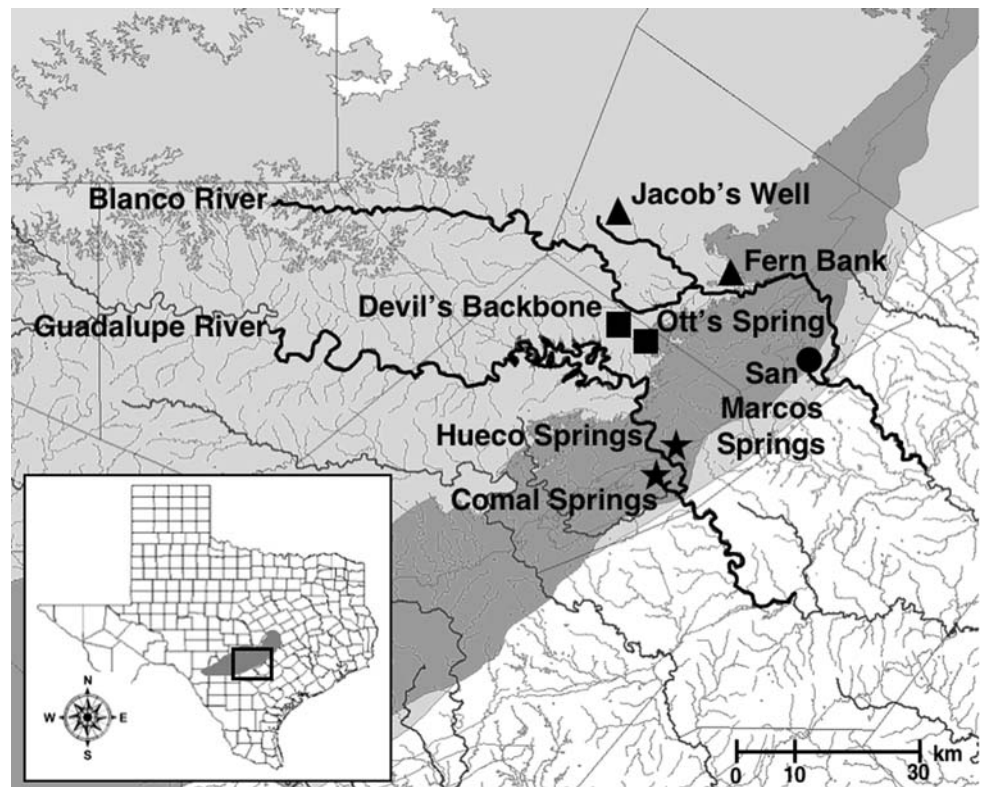 Jacob's Well
Blanco River
Fern Bank
Devil's Backbone
Ott's Spring
Guadalupe River
San
Marcos
Springs
Hueco Springs
Comal Springs
N
W E
S
km
0 10 30